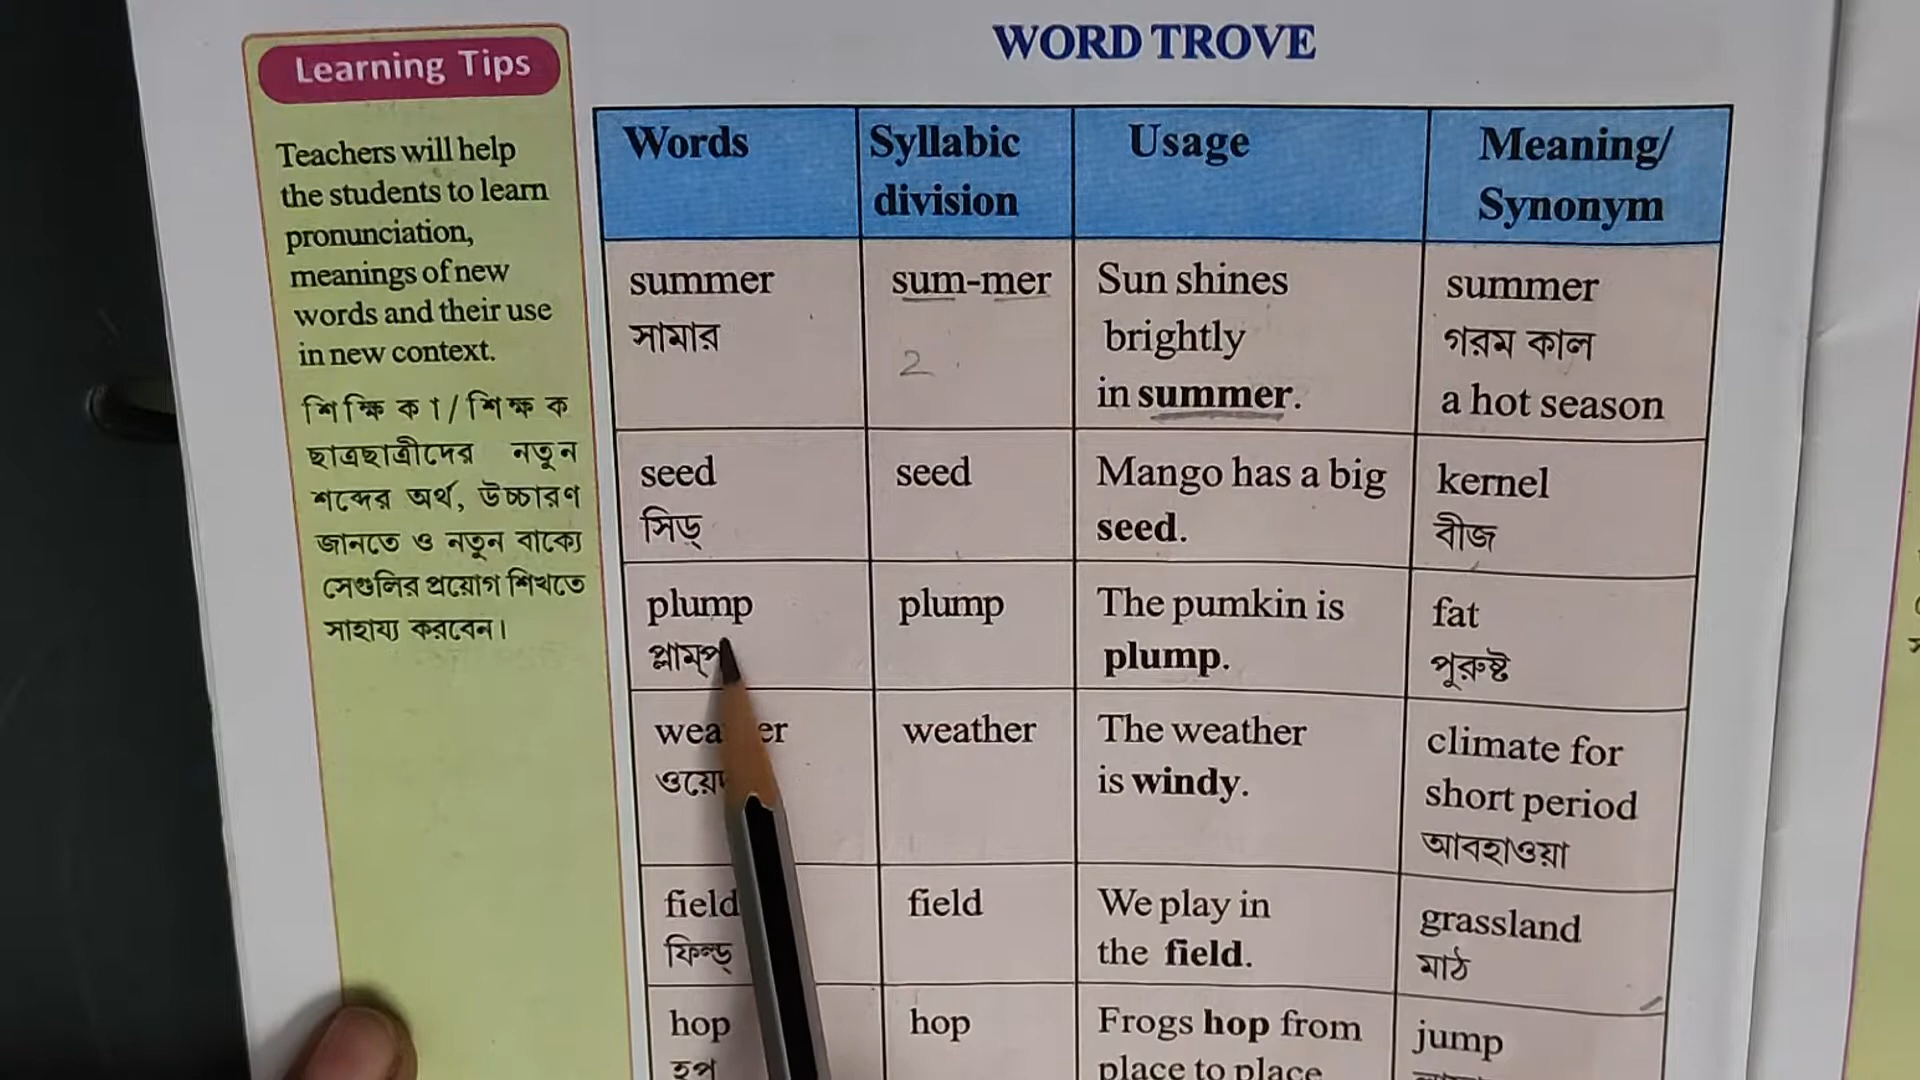 WORD TROVE
Learning Tips
Teachers will help
the students to learn
pronunciation,
meanings of new
words and their use
in new context.
শিক্ষিকা/শিক্ষক
ছাত্রছাত্রীদের নতুন
শব্দের অর্থ, উচ্চারণ
জানতে ও নতুন বাক্যে
সেগুলির প্রয়োগ শিখতে
সাহায্য করবেন।
Words
Syllabic
division
Usage
Meaning/
Synonym
summer
সামার
sum-mer
2
Sun shines
brightly
in summer.
summer
গরম কাল
a hot season
seed
সিড্
seed
Mango has a big
seed.
kernel
বীজ
plump
প্লাম্প
plump
The pumkin is
plump.
fat
পুরুষ্ট
weather
The weather
is windy.
climate for
short period
আবহাওয়া
field
ফিল্ড্
field
We play in
the field.
grassland
মাঠ
hop
হপ
hop
Frogs hop from
place to place
jump